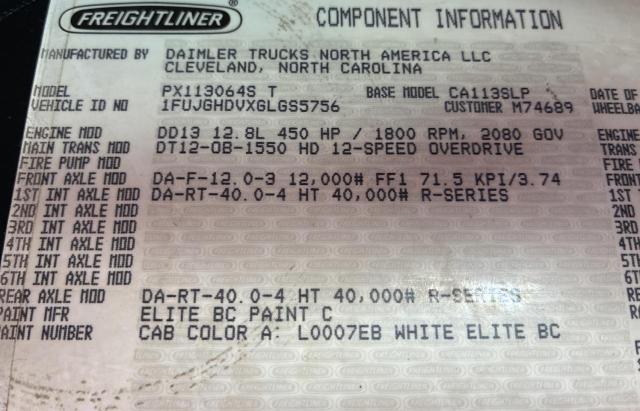 FREIGHTLINER ® COMPONENT INFORMATION
MANUFACTURED BY DAIMLER TRUCKS NORTH AMERICA LLC
CLEVELAND, NORTH CAROLINA
MODEL PX113064S T BASE MODEL CA113SLP DATE OF
VEHICLE ID NO 1FUJGHDVXGLGS5756 CUSTOMER M74689 WHEELBA
ENGINE MOD DD13 12.8L 450 HP / 1800 RPM, 2080 GOV ENGINE
MAIN TRANS MOD DT12-OB-1550 HD 12-SPEED OVERDRIVE TRANS
FIRE PUMP MOD FIRE
FRONT AXLE MOD DA-F-12.0-3 12,000# FF1 71.5 KPI/3.74 FRONT
1ST INT AXLE MOD DA-RT-40.0-4 HT 40,000# R-SERIES 1ST
2ND INT AXLE MOD 2ND
3RD INT AXLE MOD 3RD
4TH INT AXLE MOD 4TH
5TH INT AXLE MOD 5TH
6TH INT AXLE MOD 6T
REAR AXLE MOD DA-RT-40.0-4 HT 40,000# R-SERIES RE
PAINT MFR ELITE BC PAINT C
AINT NUMBER CAB COLOR A: L0007EB WHITE ELITE BC